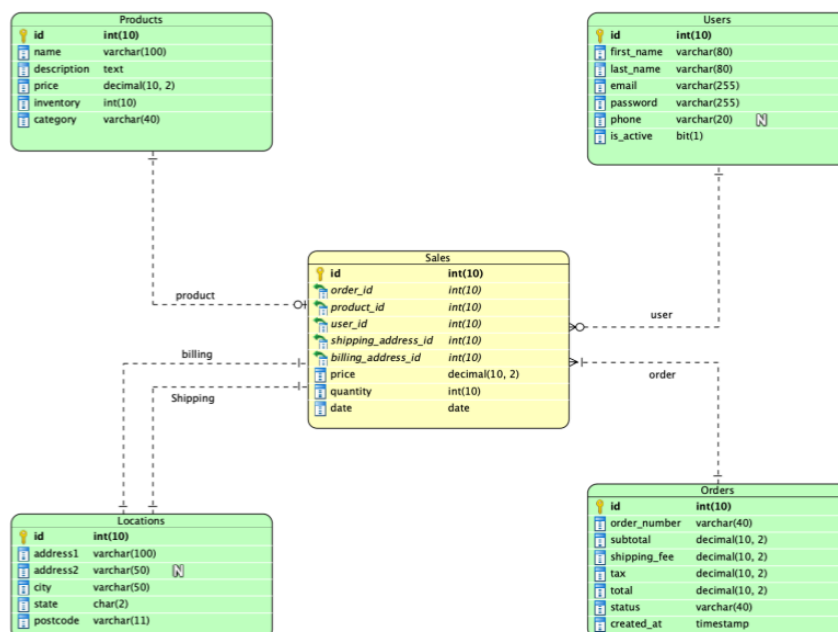 Products
id int(10)
name varchar(100)
description text
price decimal(10, 2)
inventory int(10)
category varchar(40)
Users
id int(10)
first_name varchar(80)
last_name varchar(80)
email varchar(255)
password varchar(255)
phone varchar(20) N
is_active bit(1)
Sales
id int(10)
order_id int(10)
product_id int(10)
user_id int(10)
shipping_address_id int(10)
billing_address_id int(10)
price decimal(10, 2)
quantity int(10)
date date
product
user
billing
Shipping
order
Locations
id int(10)
address1 varchar(100)
address2 varchar(50) N
city varchar(50)
state char(2)
postcode varchar(11)
Orders
id int(10)
order_number varchar(40)
subtotal decimal(10, 2)
shipping_fee decimal(10, 2)
tax decimal(10, 2)
total decimal(10, 2)
status varchar(40)
created_at timestamp